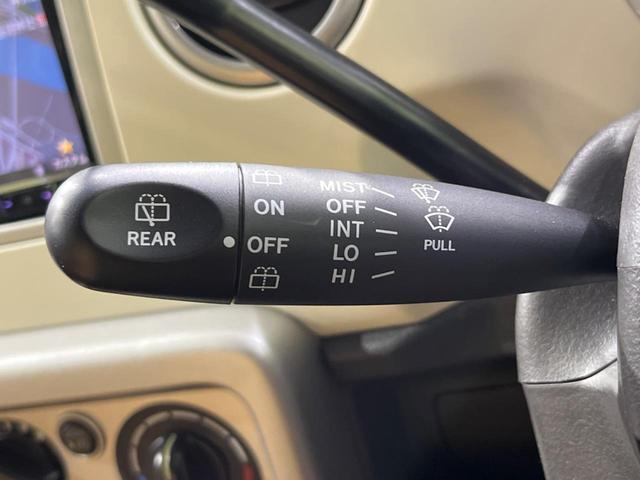 REAR
ON
OFF
MIST
OFF
INT
LO
HI
PULL